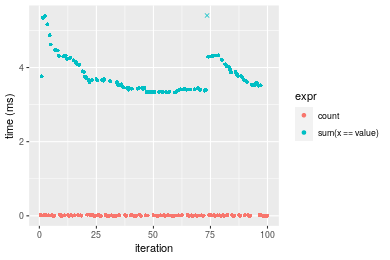 4
2
0
time (ms)
0
25
50
75
100
iteration
expr
count
sum(x == value)